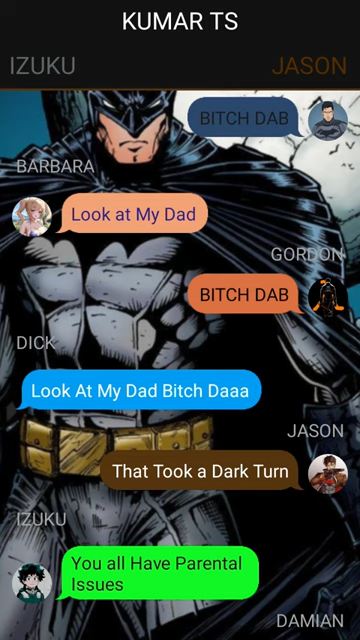 KUMAR TS
IZUKU
JASON
BITCH DAB
BARBARA
Look at My Dad
GORDON
BITCH DAB
DICK
Look At My Dad Bitch Daaa
JASON
That Took a Dark Turn
IZUKU
You all Have Parental
Issues
DAMIAN